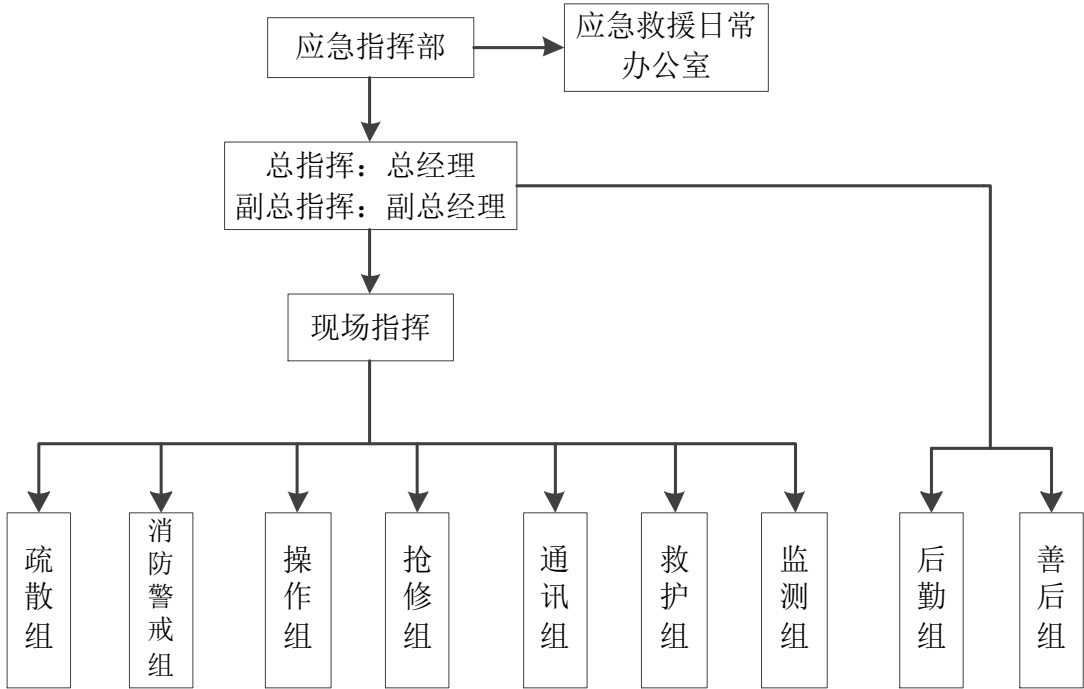 应急指挥部
应急救援日常
办公室
总指挥：总经理
副总指挥：副总经理
现场指挥
疏散组
消防警戒组
操作组
抢修组
通讯组
救护组
监测组
后勤组
善后组